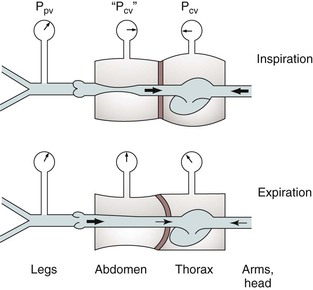 Ppv “Pcv” Pcv
Inspiration
Expiration
Legs Abdomen Thorax Arms,
head